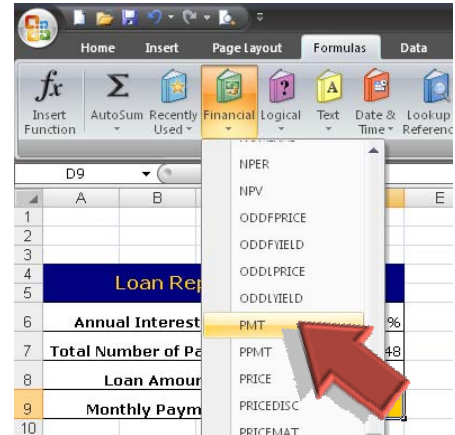 Home Insert Page Layout Formulas Data
fx Σ ? A
Insert Function AutoSum Recently Used Financial Logical Text Date & Time Lookup Referenc
D9
A B E
1
2
3
4
5
Loan Rep
6 Annual Interest %
7 Total Number of Pa 48
8 Loan Amour
9 Monthly Paym
10
NPER
NPV
ODDFPRICE
ODDFYIELD
ODDLPRICE
ODDLYIELD
PMT
PPMT
PRICE
PRICEDISC
PRICEMAT